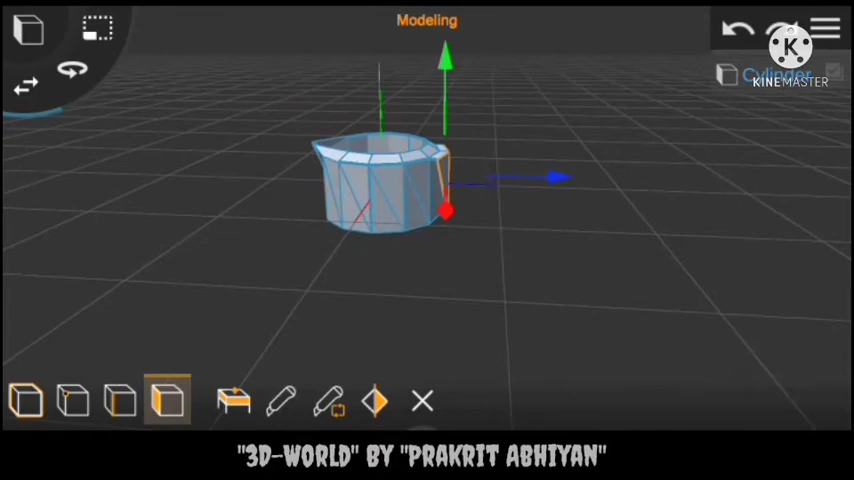 Modeling
Cylinder
K
KINEMASTER
"3D-WORLD" BY "PRAKRIT ABHIYAN"